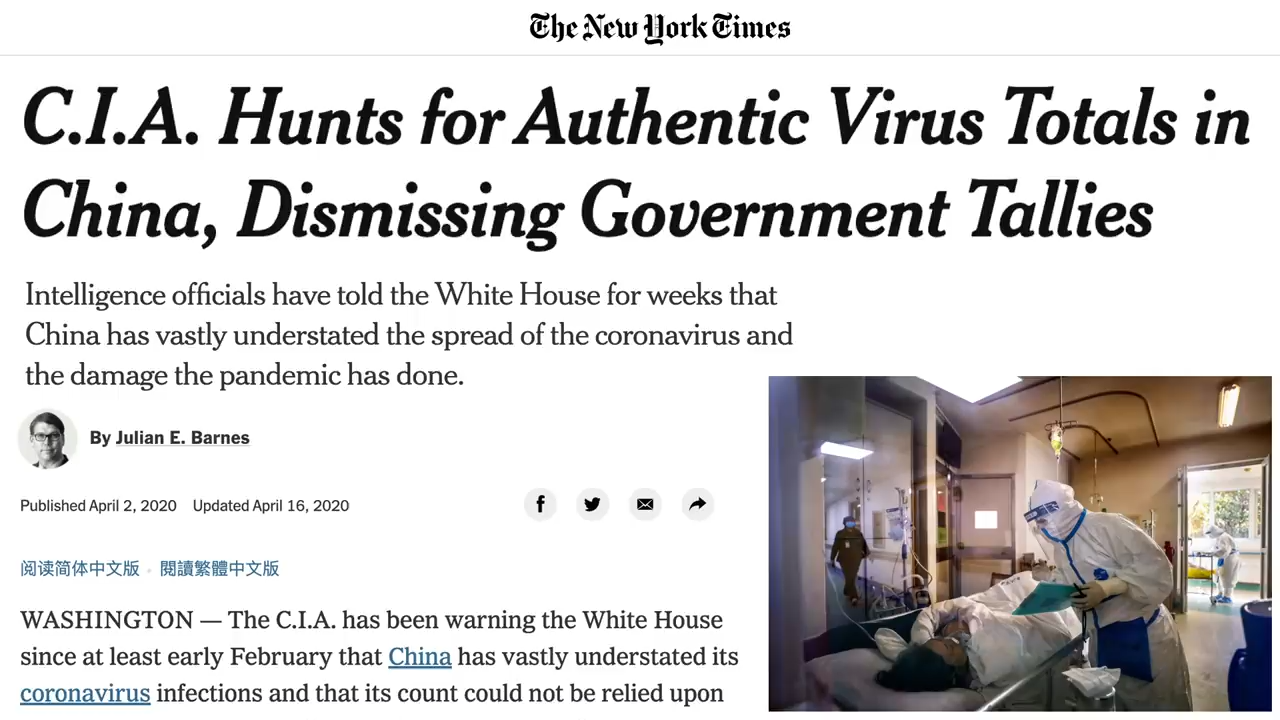 The New York Times
C.I.A. Hunts for Authentic Virus Totals in
China, Dismissing Government Tallies
Intelligence officials have told the White House for weeks that
China has vastly understated the spread of the coronavirus and
the damage the pandemic has done.
By Julian E. Barnes
Published April 2, 2020 Updated April 16, 2020
阅读简体中文版 • 閱讀繁體中文版
WASHINGTON — The C.I.A. has been warning the White House
since at least early February that China has vastly understated its
coronavirus infections and that its count could not be relied upon